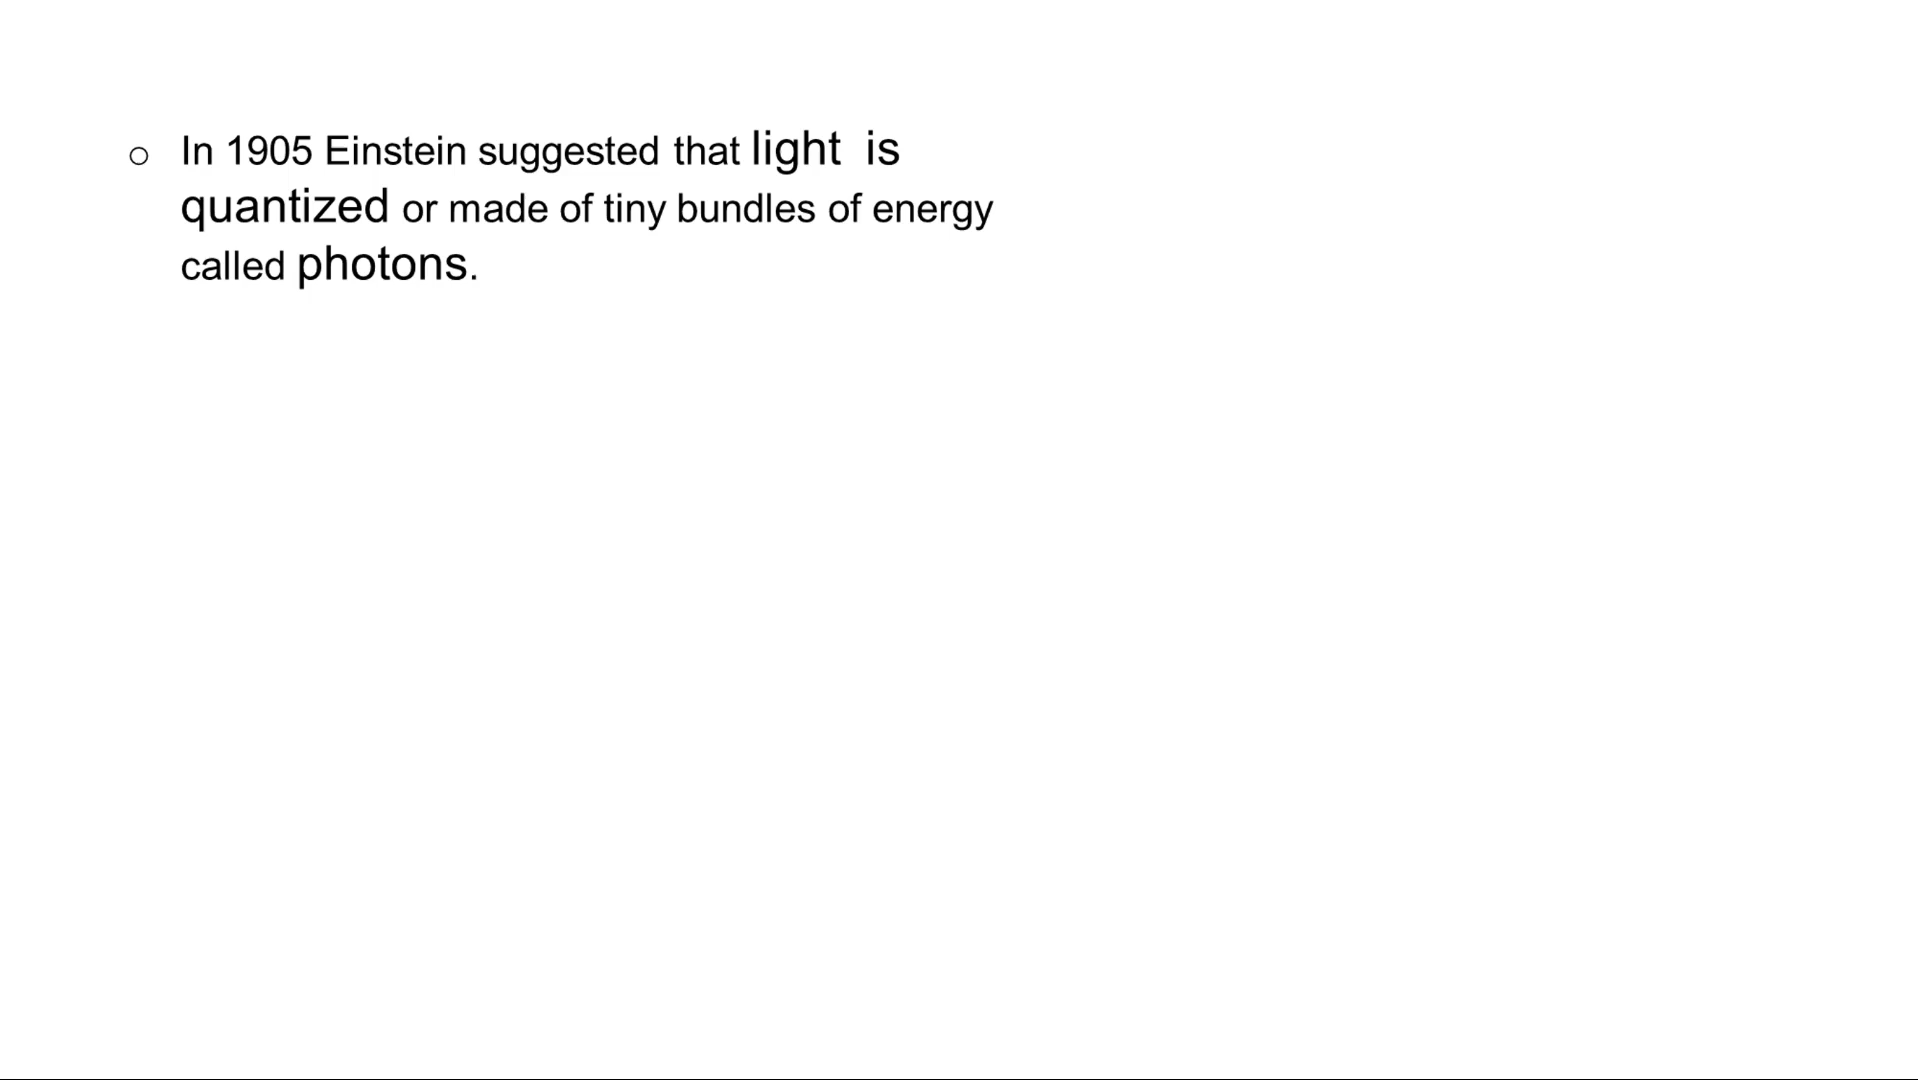 ○ In 1905 Einstein suggested that light is
quantized or made of tiny bundles of energy
called photons.